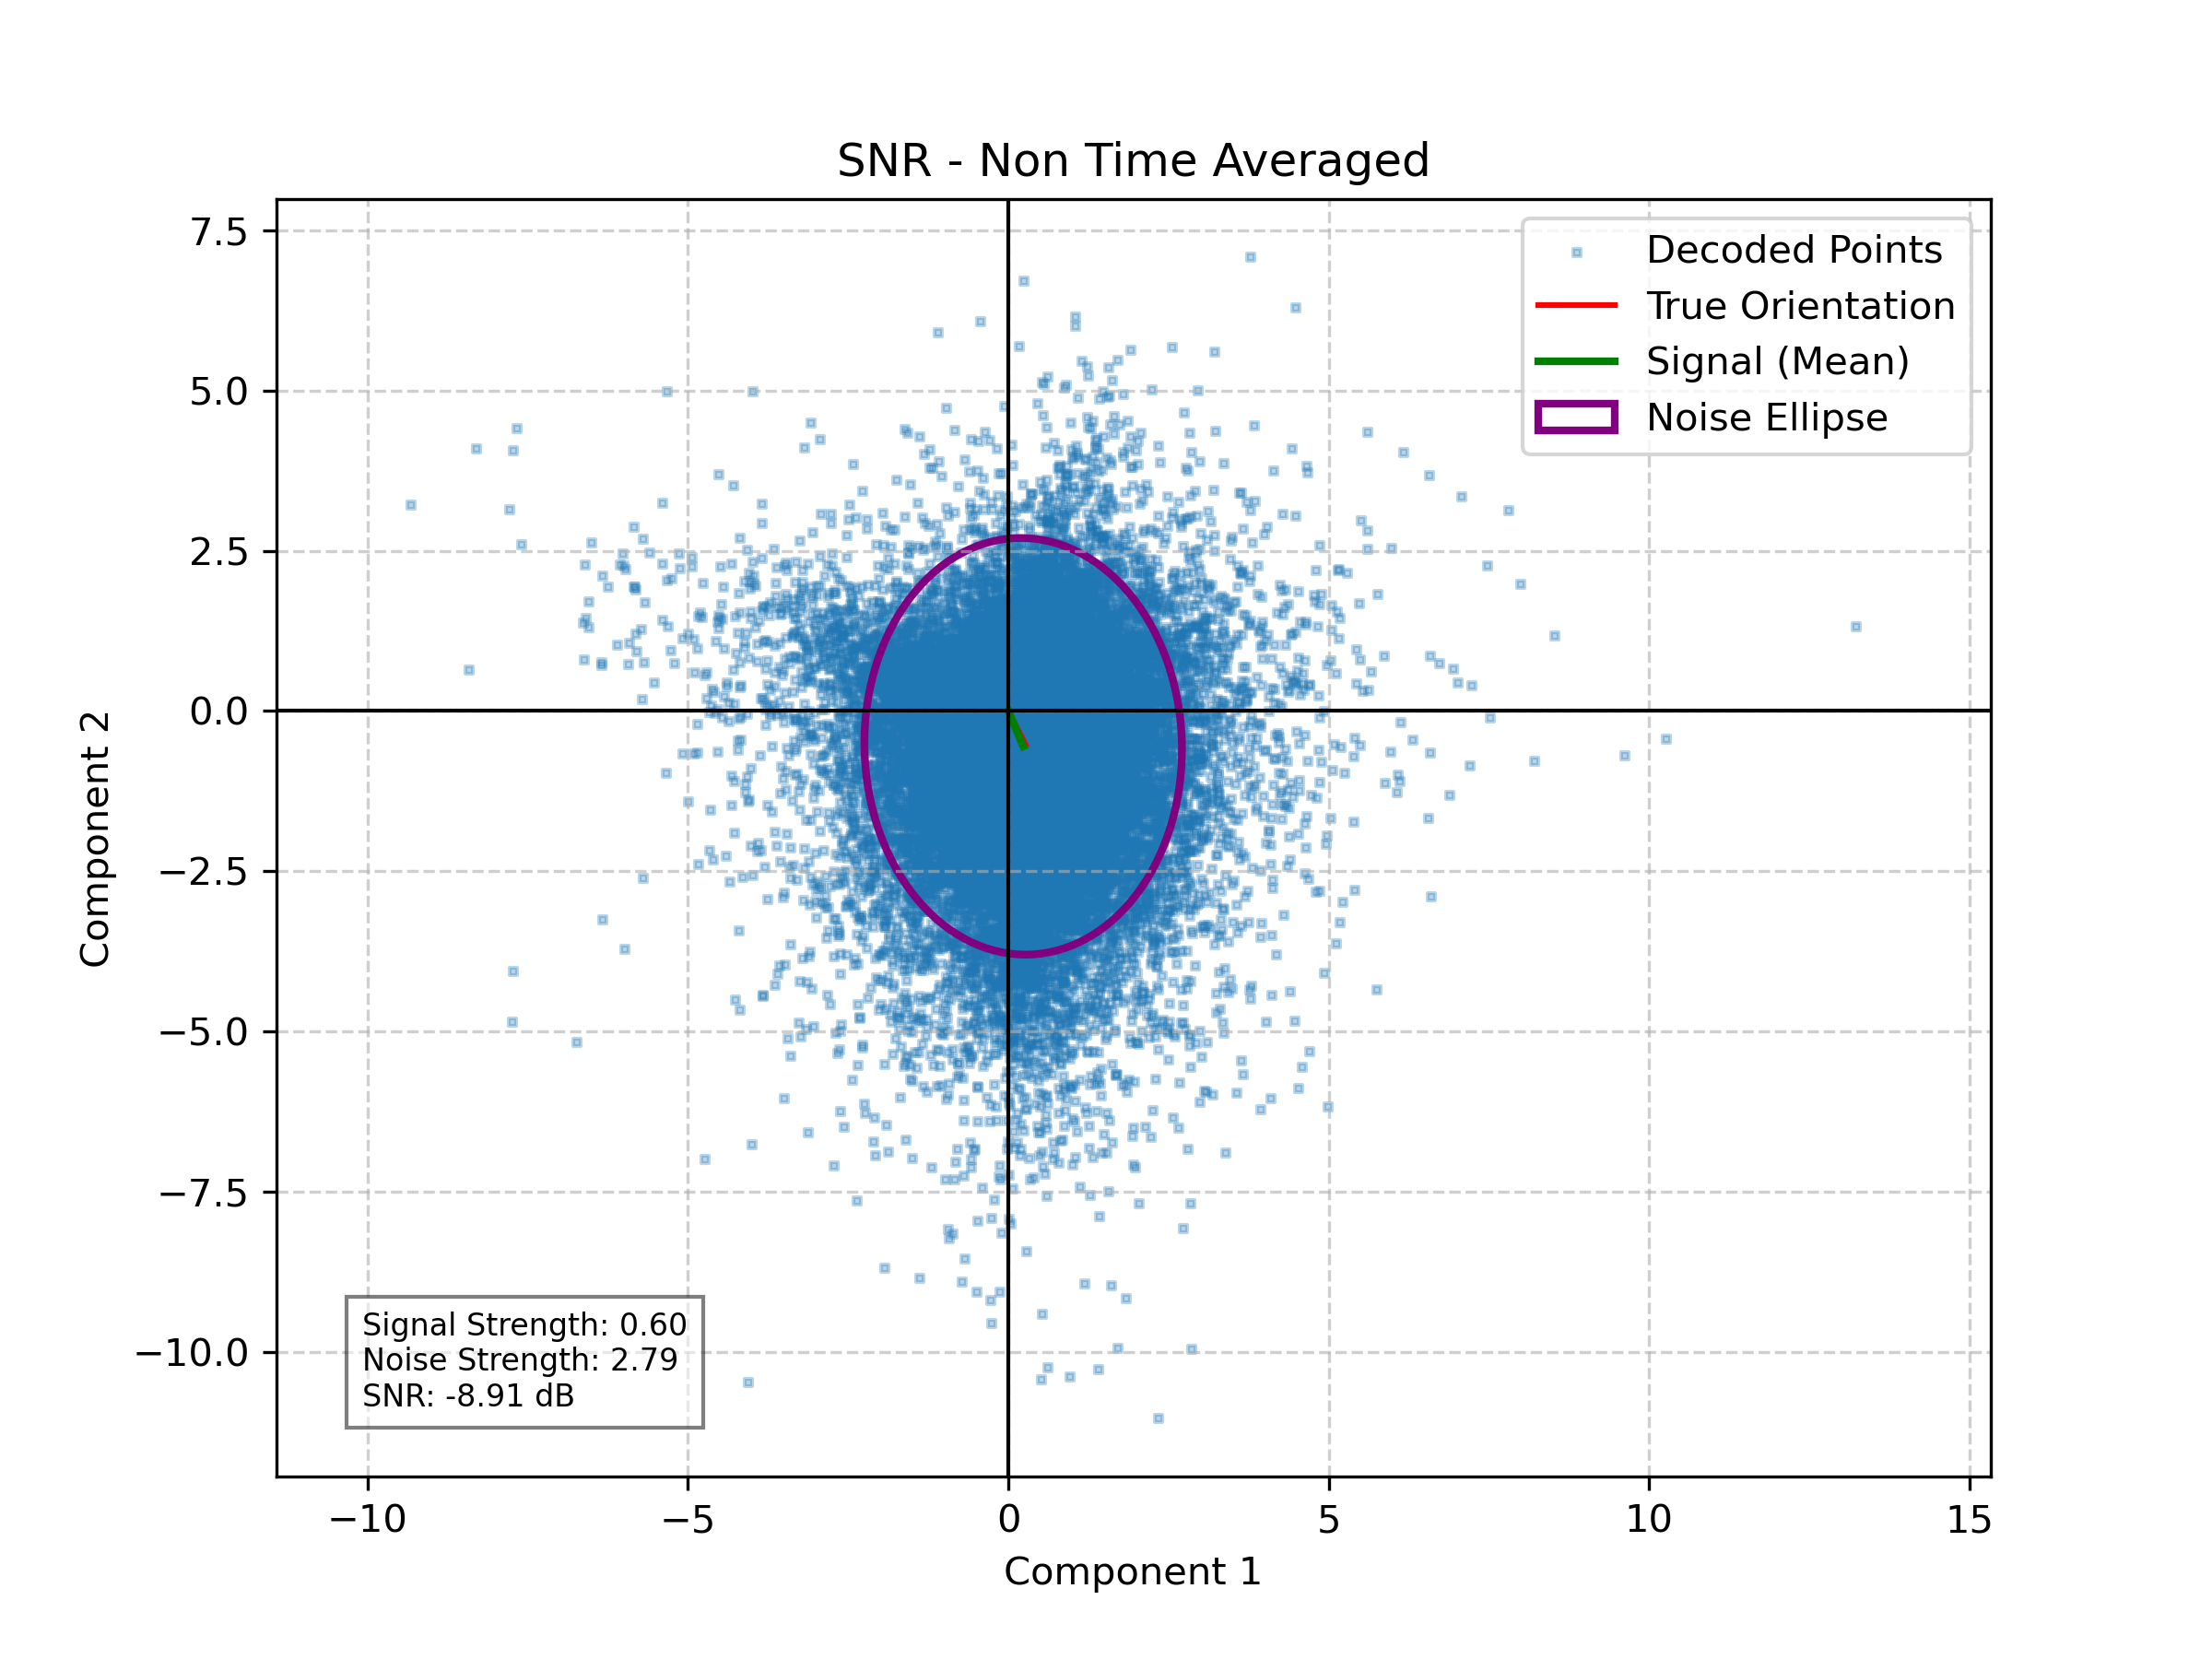 SNR - Non Time Averaged
Decoded Points
True Orientation
Signal (Mean)
Noise Ellipse
7.5
5.0
2.5
0.0
−2.5
−5.0
−7.5
−10.0
Component 2
Signal Strength: 0.60
Noise Strength: 2.79
SNR: -8.91 dB
−10
−5
0
5
10
15
Component 1